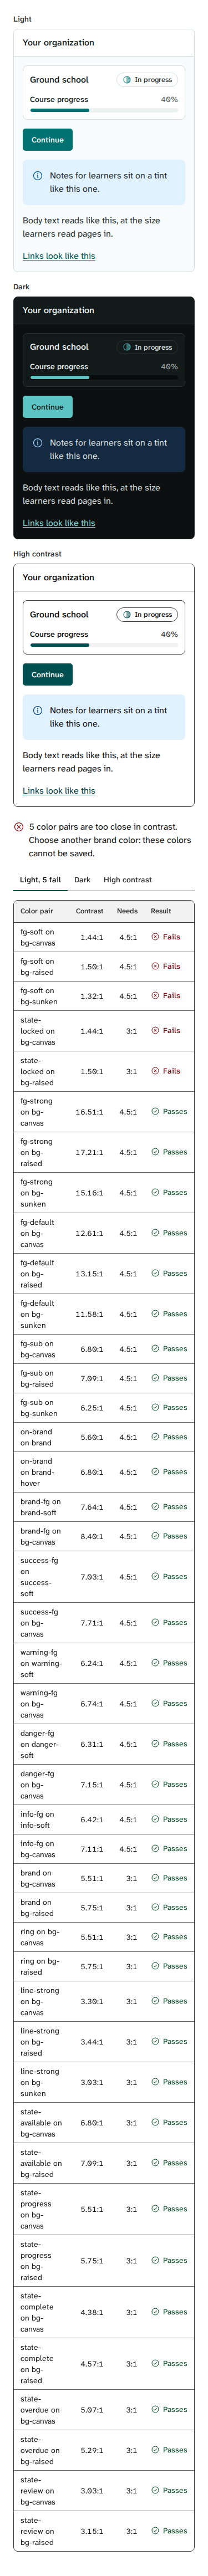 Light
Your organization
Ground school
In progress
Course progress
40%
Continue
Notes for learners sit on a tint
like this one.
Body text reads like this, at the size
learners read pages in.
Links look like this
Dark
Your organization
Ground school
In progress
Course progress
40%
Continue
Notes for learners sit on a tint
like this one.
Body text reads like this, at the size
learners read pages in.
Links look like this
High contrast
Your organization
Ground school
In progress
Course progress
40%
Continue
Notes for learners sit on a tint
like this one.
Body text reads like this, at the size
learners read pages in.
Links look like this
5 color pairs are too close in contrast.
Choose another brand color: these colors
cannot be saved.
Light, 5 fail Dark High contrast
Color pair Contrast Needs Result
fg-soft on
bg-canvas
1.44:1 4.5:1 Fails
fg-soft on
bg-raised
1.50:1 4.5:1 Fails
fg-soft on
bg-sunken
1.32:1 4.5:1 Fails
state-
locked on
bg-canvas
1.44:1 3:1 Fails
state-
locked on
bg-raised
1.50:1 3:1 Fails
fg-strong
on bg-
canvas
16.51:1 4.5:1 Passes
fg-strong
on bg-
raised
17.21:1 4.5:1 Passes
fg-strong
on bg-
sunken
15.16:1 4.5:1 Passes
fg-default
on bg-
canvas
12.61:1 4.5:1 Passes
fg-default
on bg-
raised
13.15:1 4.5:1 Passes
fg-default
on bg-
sunken
11.58:1 4.5:1 Passes
fg-sub on
bg-canvas
6.80:1 4.5:1 Passes
fg-sub on
bg-raised
7.09:1 4.5:1 Passes
fg-sub on
bg-sunken
6.25:1 4.5:1 Passes
on-brand
on brand
5.60:1 4.5:1 Passes
on-brand
on brand-
hover
6.80:1 4.5:1 Passes
brand-fg on
brand-soft
7.64:1 4.5:1 Passes
brand-fg on
bg-canvas
8.40:1 4.5:1 Passes
success-fg
on
success-
soft
7.03:1 4.5:1 Passes
success-fg
on bg-
canvas
7.71:1 4.5:1 Passes
warning-fg
on warning-
soft
6.24:1 4.5:1 Passes
warning-fg
on bg-
canvas
6.74:1 4.5:1 Passes
danger-fg
on danger-
soft
6.31:1 4.5:1 Passes
danger-fg
on bg-
canvas
7.15:1 4.5:1 Passes
info-fg on
info-soft
6.42:1 4.5:1 Passes
info-fg on
bg-canvas
7.11:1 4.5:1 Passes
brand on
bg-canvas
5.51:1 3:1 Passes
brand on
bg-raised
5.75:1 3:1 Passes
ring on bg-
canvas
5.51:1 3:1 Passes
ring on bg-
raised
5.75:1 3:1 Passes
line-strong
on bg-
canvas
3.30:1 3:1 Passes
line-strong
on bg-
raised
3.44:1 3:1 Passes
line-strong
on bg-
sunken
3.03:1 3:1 Passes
state-
available on
bg-canvas
6.80:1 3:1 Passes
state-
available on
bg-raised
7.09:1 3:1 Passes
state-
progress
on bg-
canvas
5.51:1 3:1 Passes
state-
progress
on bg-
raised
5.75:1 3:1 Passes
state-
complete
on bg-
canvas
4.38:1 3:1 Passes
state-
complete
on bg-
raised
4.57:1 3:1 Passes
state-
overdue on
bg-canvas
5.07:1 3:1 Passes
state-
overdue on
bg-raised
5.29:1 3:1 Passes
state-
review on
bg-canvas
3.03:1 3:1 Passes
state-
review on
bg-raised
3.15:1 3:1 Passes